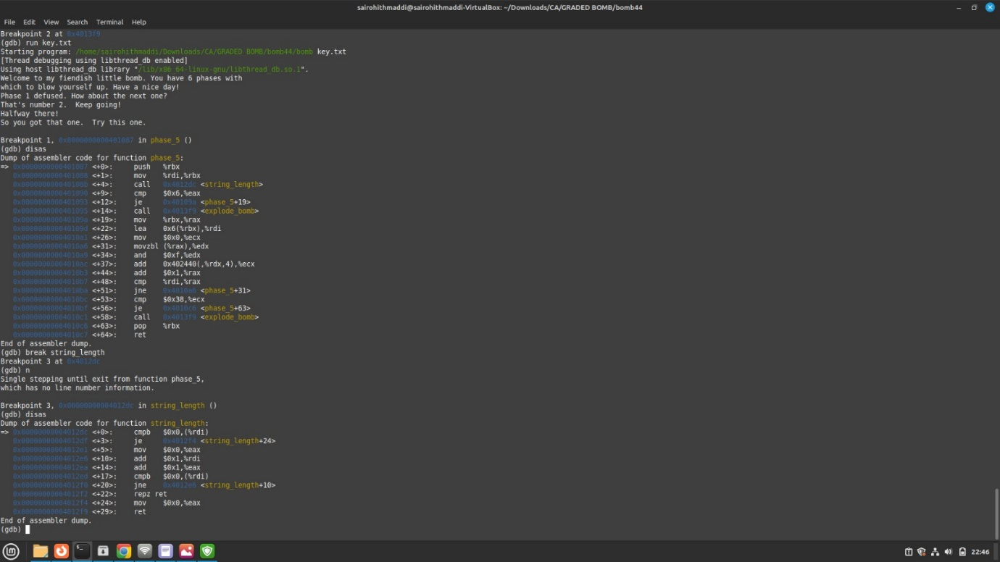 sairohithmaddi@sairohithmaddi-VirtualBox: ~/Downloads/CA/GRADED BOMB/bomb44
File Edit View Search Terminal Help
Breakpoint 2 at 0x4013f9
(gdb) run key.txt
Starting program: /home/sairohithmaddi/Downloads/CA/GRADED BOMB/bomb44/bomb key.txt
[Thread debugging using libthread_db enabled]
Using host libthread_db library "/lib/x86_64-linux-gnu/libthread_db.so.1".
Welcome to my fiendish little bomb. You have 6 phases with
which to blow yourself up. Have a nice day!
Phase 1 defused. How about the next one?
That's number 2.  Keep going!
Halfway there!
So you got that one.  Try this one.
Breakpoint 1, 0x0000000000401087 in phase_5 ()
(gdb) disas
Dump of assembler code for function phase_5:
=> 0x0000000000401087 <+0>: push %rbx
0x0000000000401088 <+1>: mov %rdi,%rbx
0x000000000040108b <+4>: call 0x4012dc <string_length>
0x0000000000401090 <+9>: cmp $0x6,%eax
0x0000000000401093 <+12>: je 0x40109a <phase_5+19>
0x0000000000401095 <+14>: call 0x4013f9 <explode_bomb>
0x000000000040109a <+19>: mov %rbx,%rax
0x000000000040109d <+22>: lea 0x6(%rbx),%rdi
0x00000000004010a1 <+26>: mov $0x0,%ecx
0x00000000004010a6 <+31>: movzbl (%rax),%edx
0x00000000004010a9 <+34>: and $0xf,%edx
0x00000000004010ac <+37>: add 0x402440(,%rdx,4),%ecx
0x00000000004010b3 <+44>: add $0x1,%rax
0x00000000004010b7 <+48>: cmp %rdi,%rax
0x00000000004010ba <+51>: jne 0x4010a6 <phase_5+31>
0x00000000004010bc <+53>: cmp $0x38,%ecx
0x00000000004010bf <+56>: je 0x4010c6 <phase_5+63>
0x00000000004010c1 <+58>: call 0x4013f9 <explode_bomb>
0x00000000004010c6 <+63>: pop %rbx
0x00000000004010c7 <+64>: ret
End of assembler dump.
(gdb) break string_length
Breakpoint 3 at 0x4012dc
(gdb) n
Single stepping until exit from function phase_5,
which has no line number information.
Breakpoint 3, 0x00000000004012dc in string_length ()
(gdb) disas
Dump of assembler code for function string_length:
=> 0x00000000004012dc <+0>: cmpb $0x0,(%rdi)
0x00000000004012df <+3>: je 0x4012f4 <string_length+24>
0x00000000004012e1 <+5>: mov $0x0,%eax
0x00000000004012e6 <+10>: add $0x1,%rdi
0x00000000004012ea <+14>: add $0x1,%eax
0x00000000004012ed <+17>: cmpb $0x0,(%rdi)
0x00000000004012f0 <+20>: jne 0x4012e6 <string_length+10>
0x00000000004012f2 <+22>: repz ret
0x00000000004012f4 <+24>: mov $0x0,%eax
0x00000000004012f9 <+29>: ret
End of assembler dump.
(gdb)
22:46